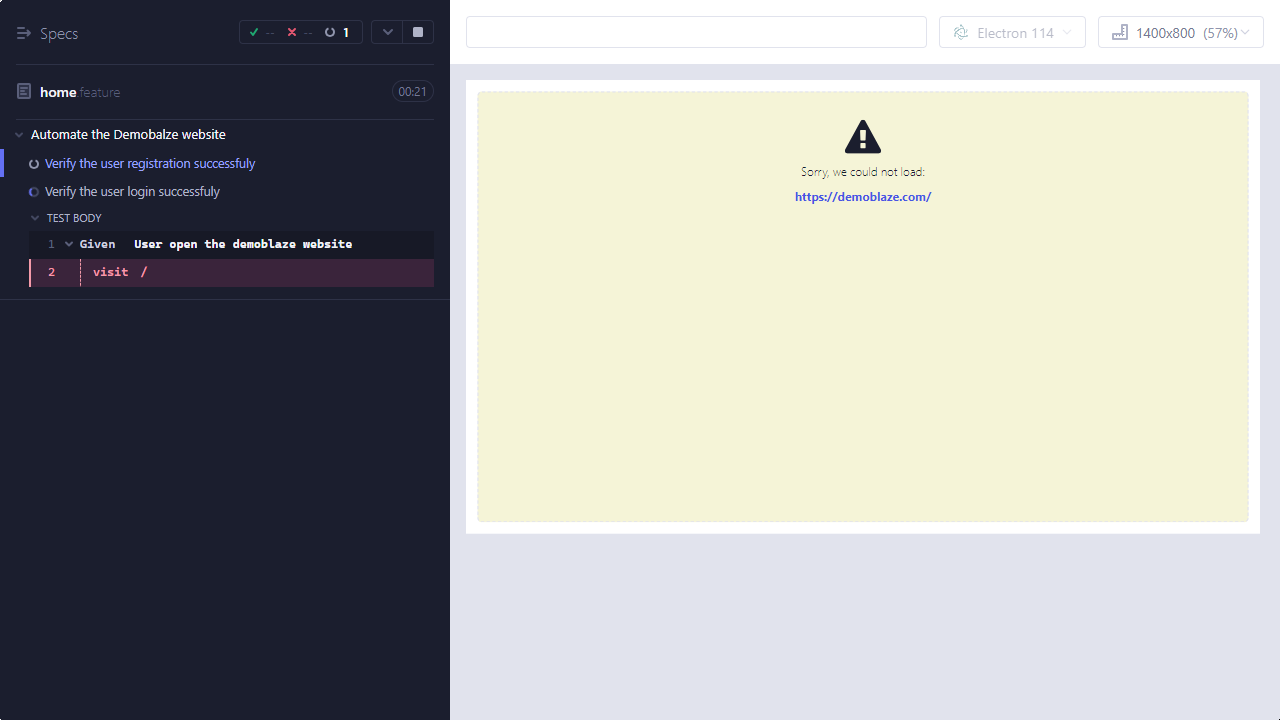 Specs
-- -- 1
home.feature 00:21
Automate the Demobalze website
Verify the user registration successfuly
Verify the user login successfuly
TEST BODY
1 Given User open the demoblaze website
2 visit /
Electron 114
1400x800 (57%)
Sorry, we could not load:
https://demoblaze.com/